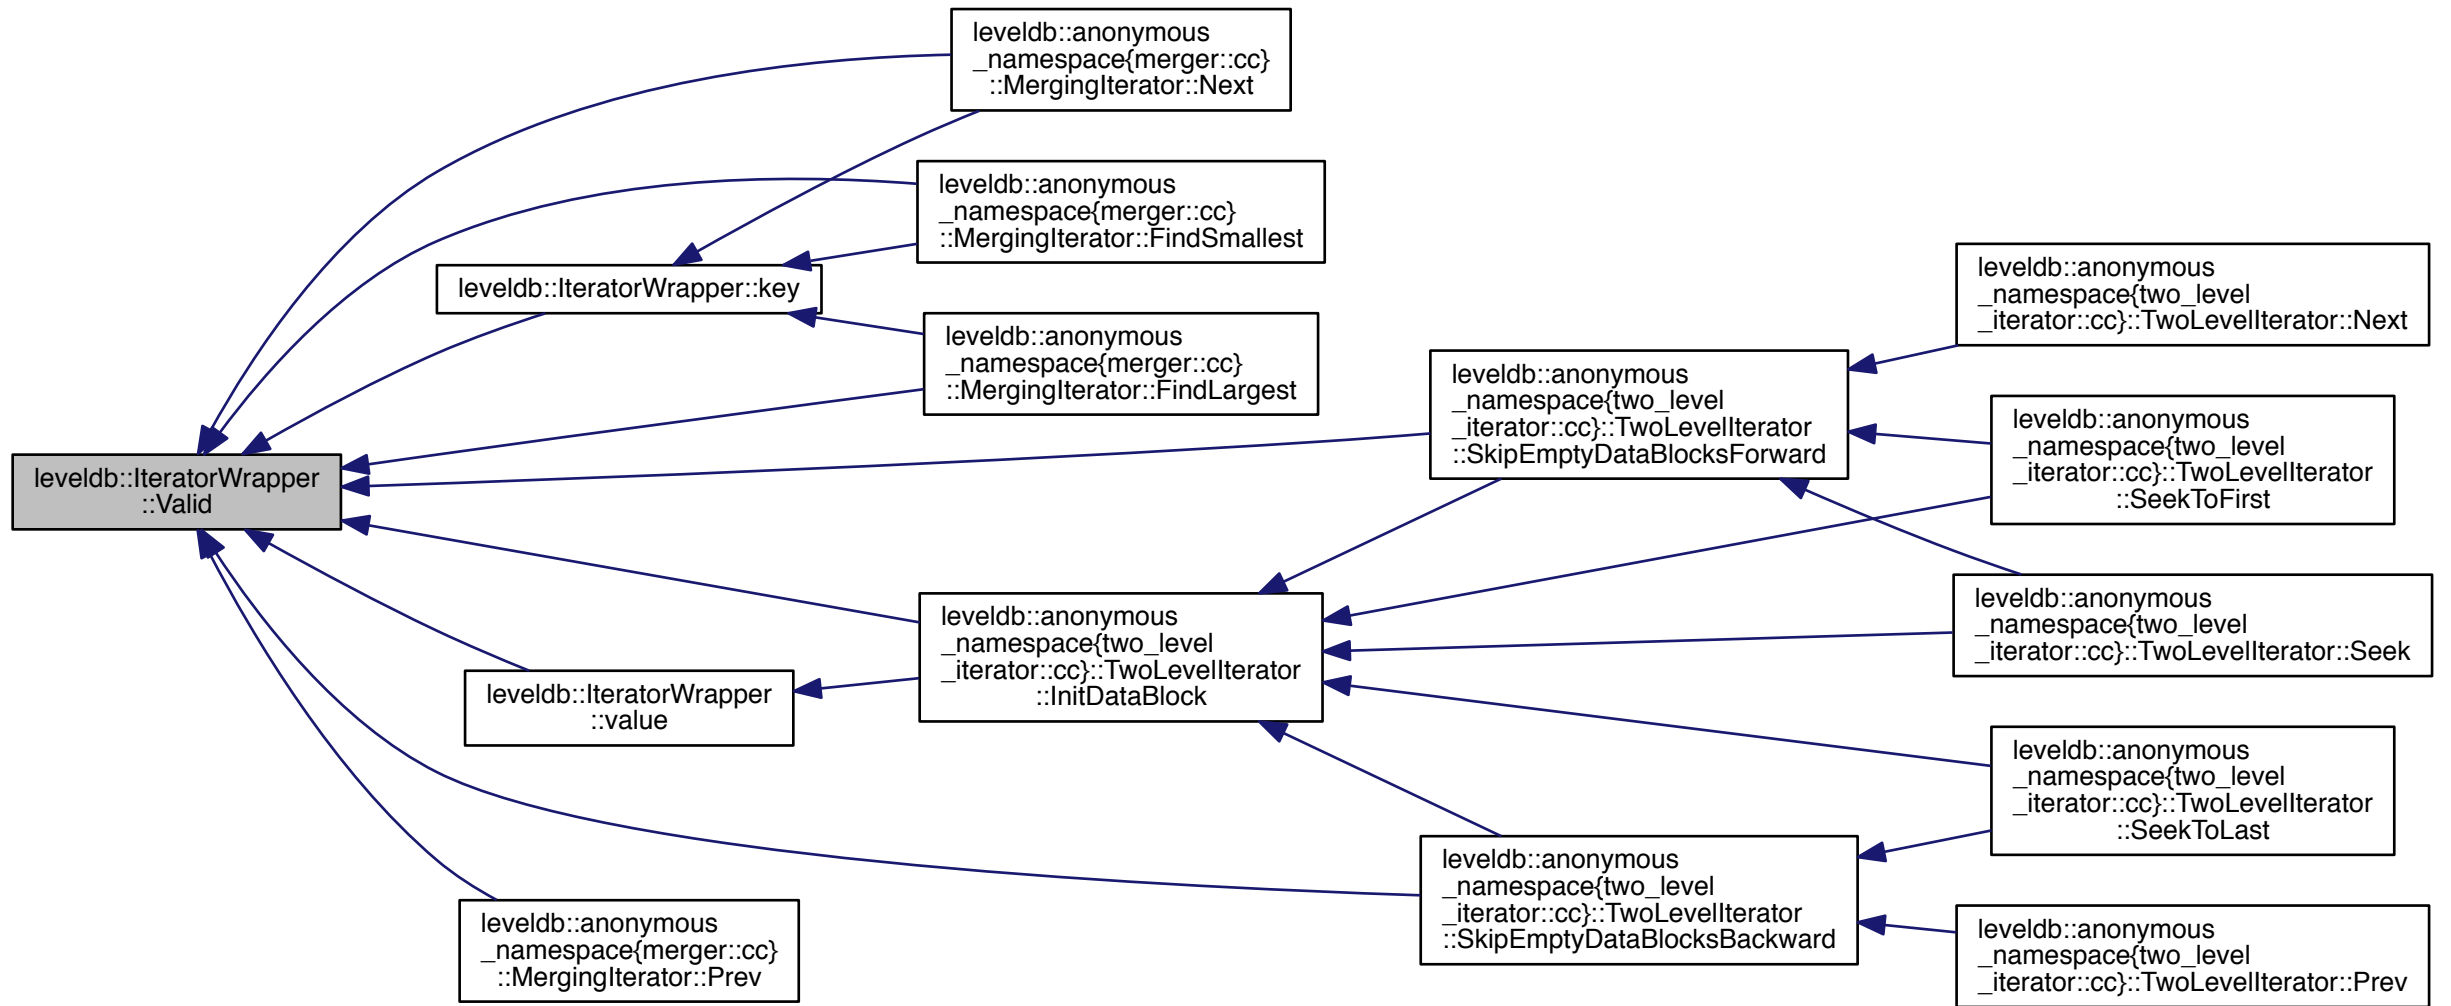 leveldb::anonymous
_namespace{merger::cc}
::MergingIterator::Next
leveldb::anonymous
_namespace{merger::cc}
::MergingIterator::FindSmallest
leveldb::IteratorWrapper::key
leveldb::anonymous
_namespace{merger::cc}
::MergingIterator::FindLargest
leveldb::IteratorWrapper
::Valid
leveldb::anonymous
_namespace{two_level
_iterator::cc}::TwoLevelIterator::Next
leveldb::anonymous
_namespace{two_level
_iterator::cc}::TwoLevelIterator
::SkipEmptyDataBlocksForward
leveldb::anonymous
_namespace{two_level
_iterator::cc}::TwoLevelIterator
::SeekToFirst
leveldb::anonymous
_namespace{two_level
_iterator::cc}::TwoLevelIterator
::InitDataBlock
leveldb::anonymous
_namespace{two_level
_iterator::cc}::TwoLevelIterator::Seek
leveldb::IteratorWrapper
::value
leveldb::anonymous
_namespace{two_level
_iterator::cc}::TwoLevelIterator
::SeekToLast
leveldb::anonymous
_namespace{two_level
_iterator::cc}::TwoLevelIterator
::SkipEmptyDataBlocksBackward
leveldb::anonymous
_namespace{merger::cc}
::MergingIterator::Prev
leveldb::anonymous
_namespace{two_level
_iterator::cc}::TwoLevelIterator::Prev